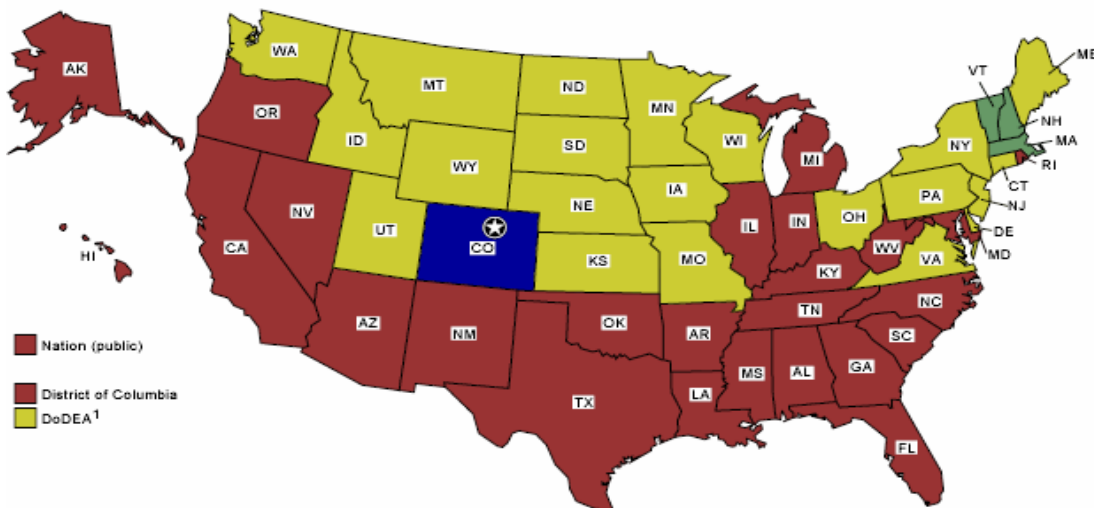 AK
WA
MT
ND
MN
ME
VT
OR
ID
WY
SD
WI
MI
NY
NH
MA
RI
CT
NV
UT
CO
NE
IA
IL
IN
OH
PA
NJ
DE
MD
CA
HI
KS
MO
KY
WV
VA
AZ
NM
OK
AR
TN
NC
SC
TX
LA
MS
AL
GA
FL
Nation (public)
District of Columbia
DoDEA¹